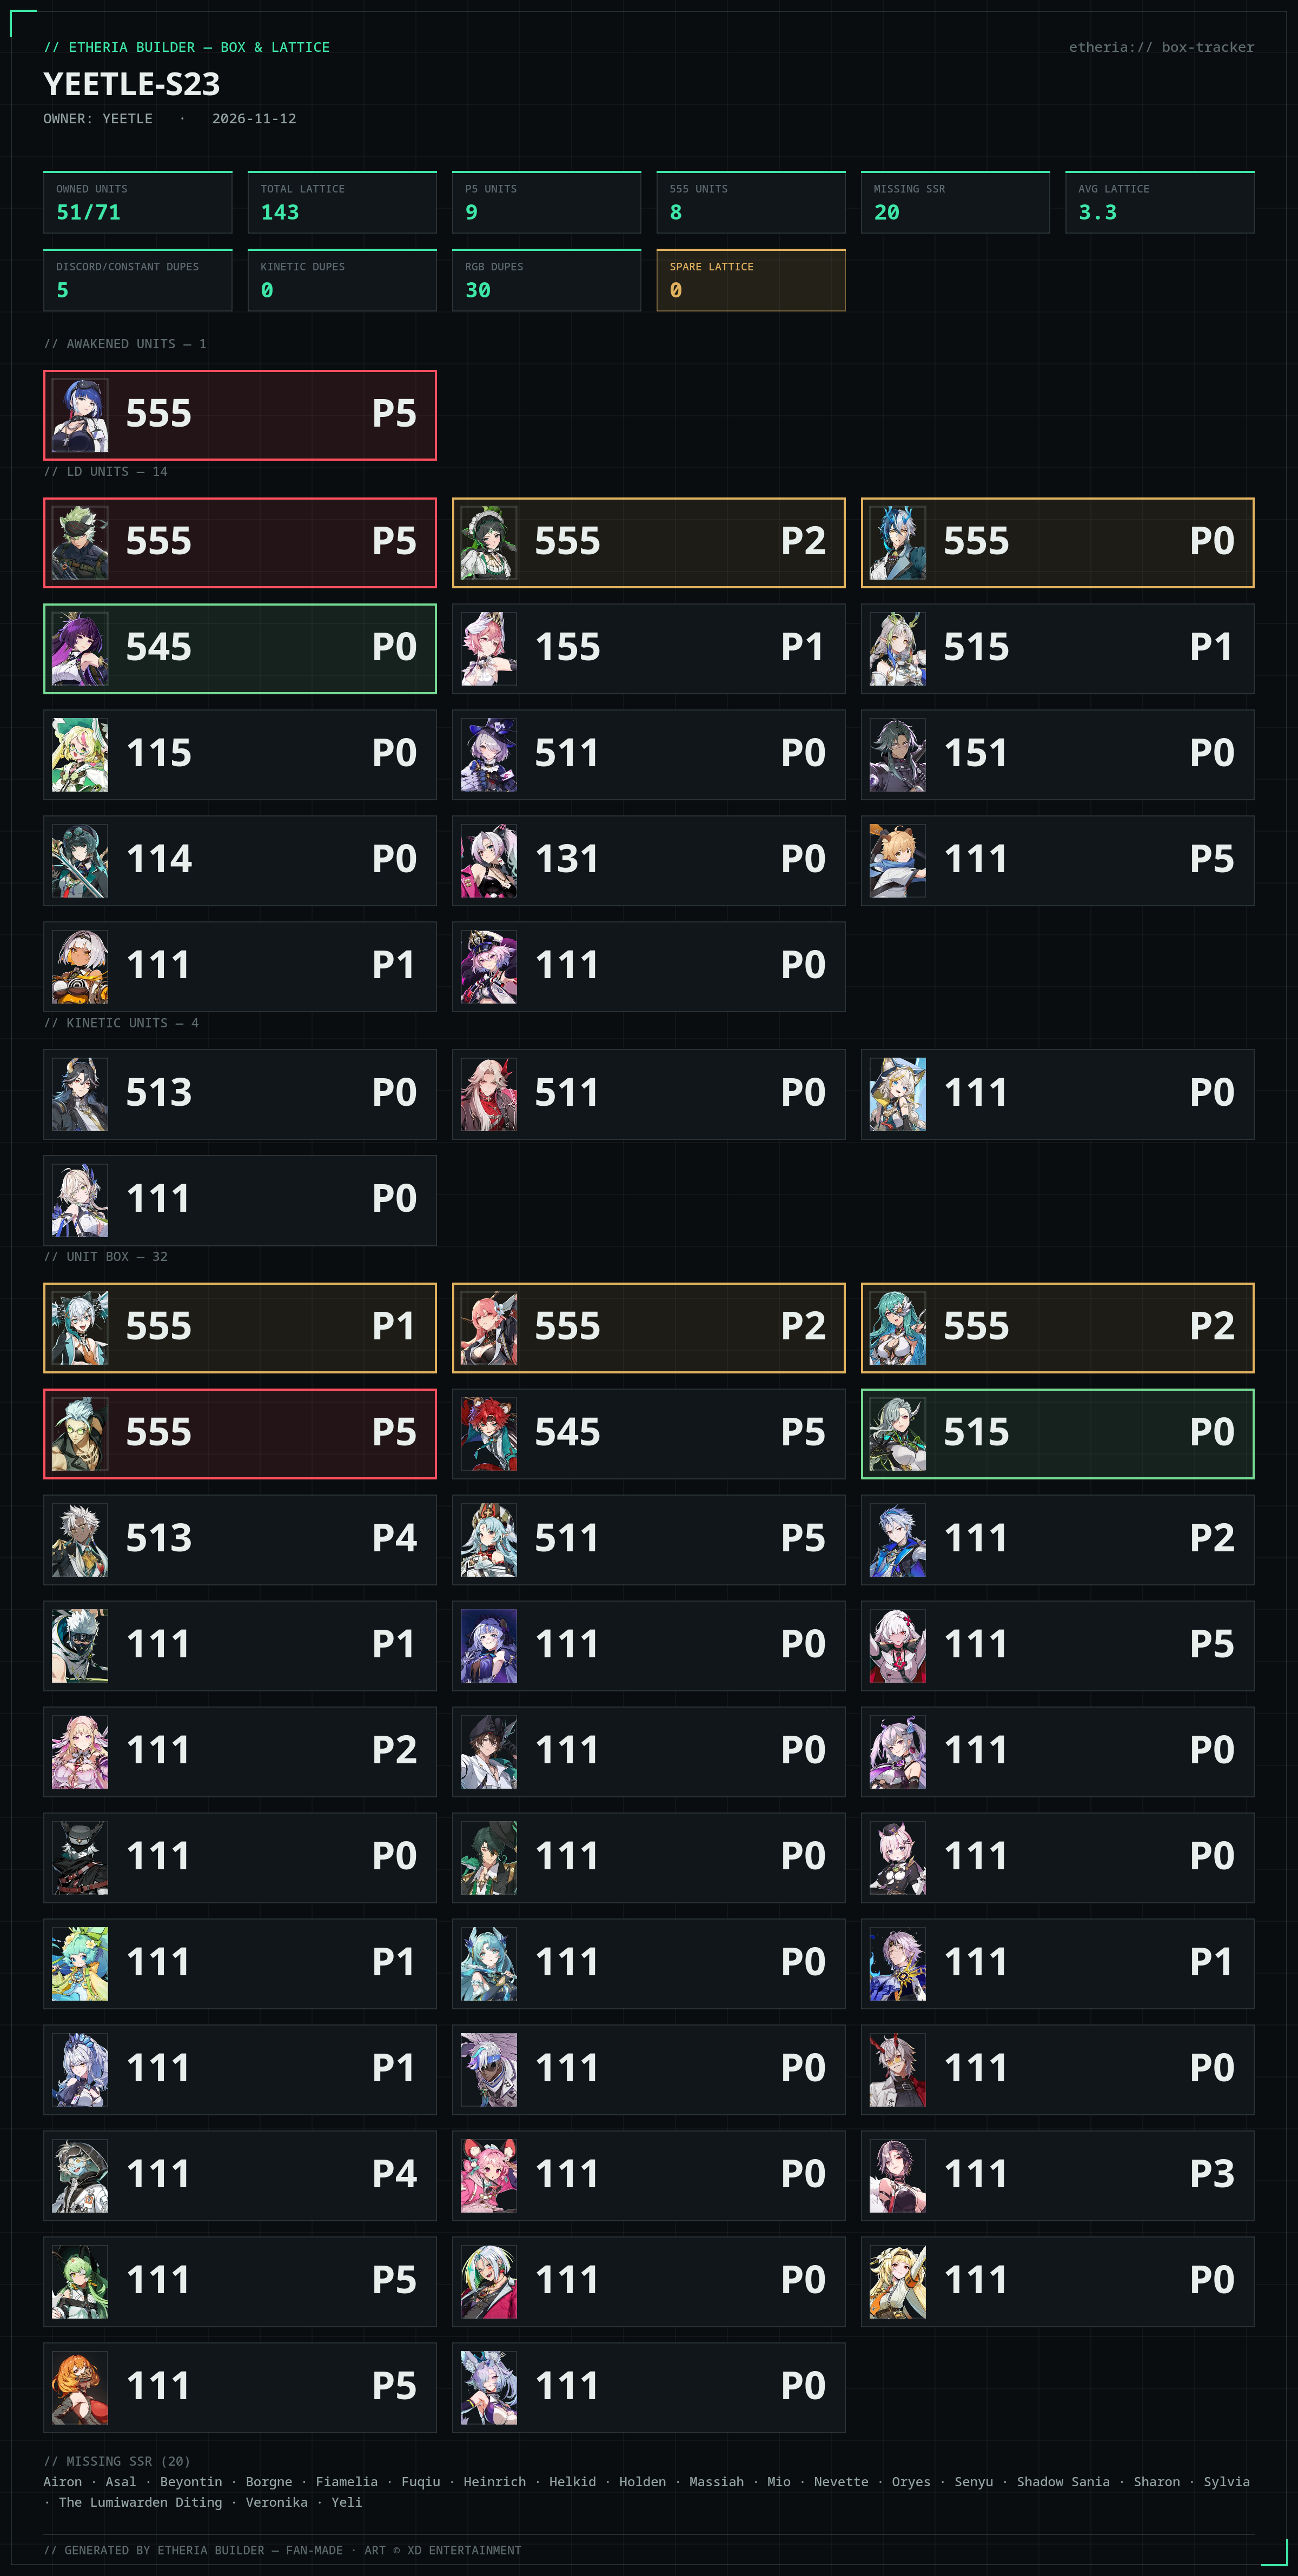 // ETHERIA BUILDER — BOX & LATTICE
etheria:// box-tracker
YEETLE-S23
OWNER: YEETLE · 2026-11-12
OWNED UNITS
51/71
TOTAL LATTICE
143
P5 UNITS
9
555 UNITS
8
MISSING SSR
20
AVG LATTICE
3.3
DISCORD/CONSTANT DUPES
5
KINETIC DUPES
0
RGB DUPES
30
SPARE LATTICE
0
// AWAKENED UNITS — 1
555 P5
// LD UNITS — 14
555 P5
555 P2
555 P0
545 P0
155 P1
515 P1
115 P0
511 P0
151 P0
114 P0
131 P0
111 P5
111 P1
111 P0
// KINETIC UNITS — 4
513 P0
511 P0
111 P0
111 P0
// UNIT BOX — 32
555 P1
555 P2
555 P2
555 P5
545 P5
515 P0
513 P4
511 P5
111 P2
111 P1
111 P0
111 P5
111 P2
111 P0
111 P0
111 P0
111 P0
111 P0
111 P1
111 P0
111 P1
111 P1
111 P0
111 P0
111 P4
111 P0
111 P3
111 P5
111 P0
111 P0
111 P5
111 P0
// MISSING SSR (20)
Airon · Asal · Beyontin · Borgne · Fiamelia · Fuqiu · Heinrich · Helkid · Holden · Massiah · Mio · Nevette · Oryes · Senyu · Shadow Sania · Sharon · Sylvia
· The Lumiwarden Diting · Veronika · Yeli
// GENERATED BY ETHERIA BUILDER — FAN-MADE · ART © XD ENTERTAINMENT